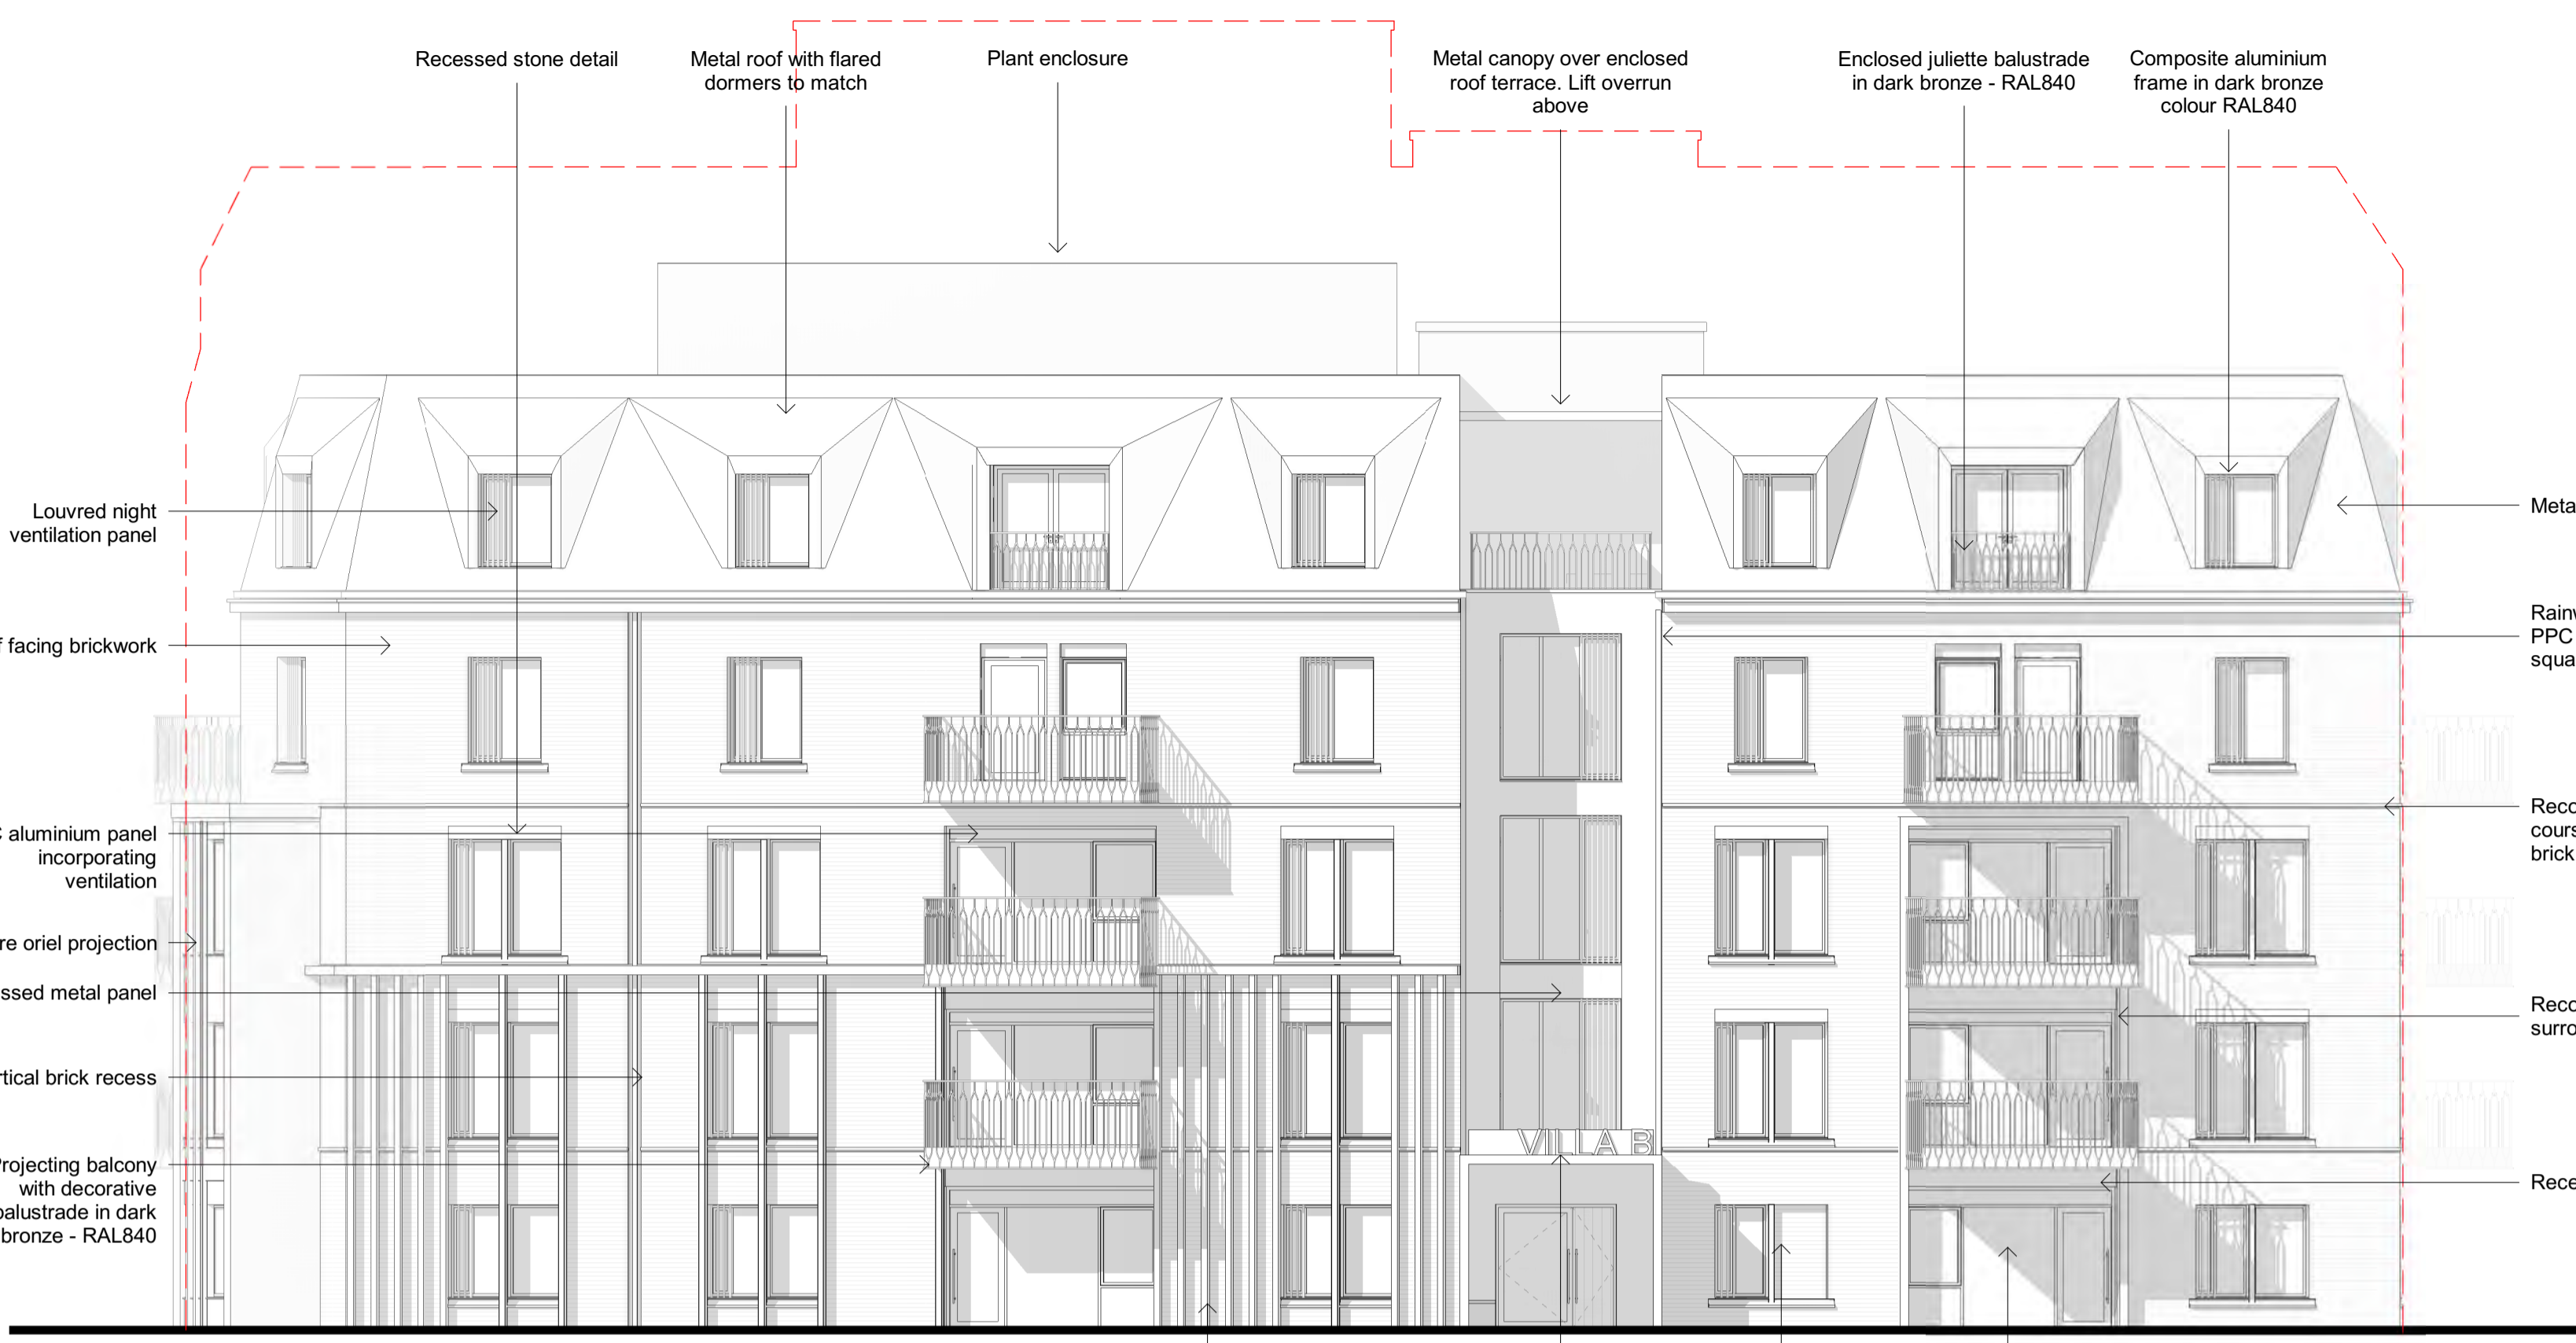 Recessed stone detail
Metal roof with flared
dormers to match
Plant enclosure
Metal canopy over enclosed
roof terrace. Lift overrun
above
Enclosed juliette balustrade
in dark bronze - RAL840
Composite aluminium
frame in dark bronze
colour RAL840
Louvred night
ventilation panel
facing brickwork
aluminium panel
incorporating
ventilation
oriel projection
metal panel
brick recess
Projecting balcony
with decorative
balustrade in dark
bronze - RAL840
VILLA B
PPC
brick